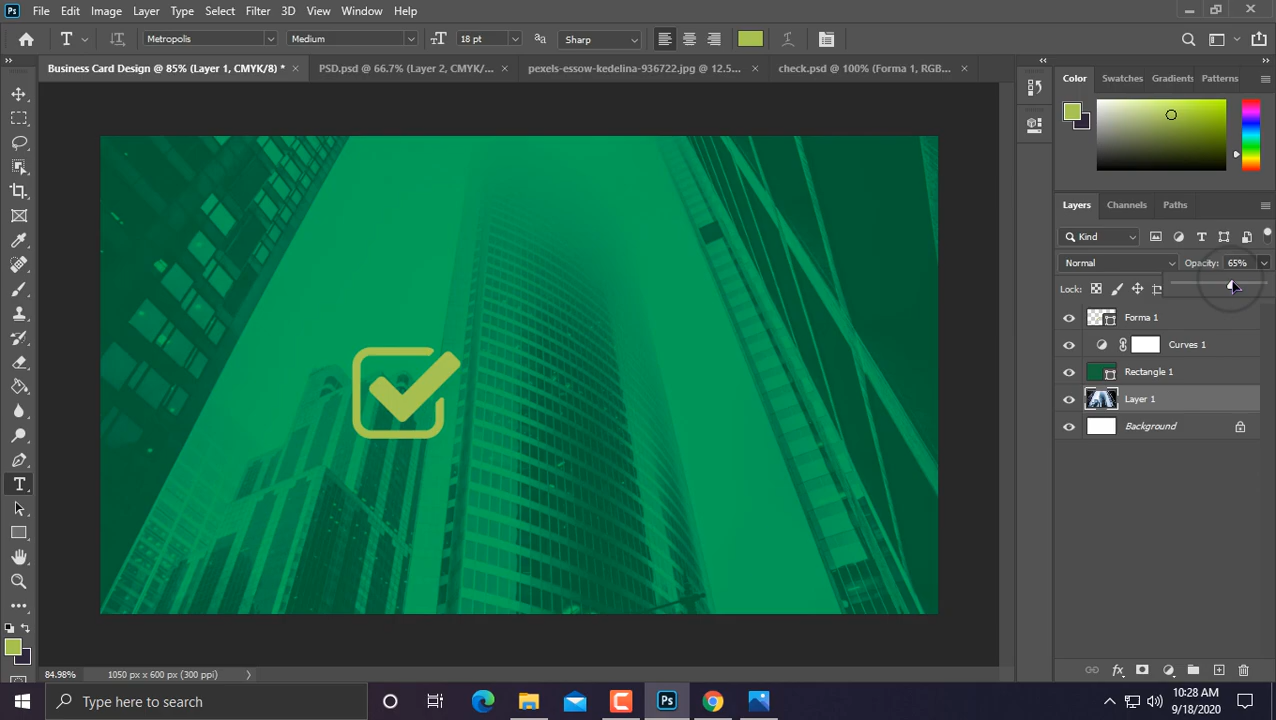 Ps File Edit Image Layer Type Select Filter 3D View Window Help
T Metropolis Medium 18 pt Sharp
Business Card Design @ 85% (Layer 1, CMYK/8) * PSD.psd @ 66.7% (Layer 2, CMYK/... pexels-essow-kedelina-936722.jpg @ 12.5... check.psd @ 100% (Forma 1, RGB...
Color Swatches Gradients Patterns
Layers Channels Paths
Kind
Normal Opacity: 65%
Lock:
Forma 1
Curves 1
Rectangle 1
Layer 1
Background
84.98% 1050 px x 600 px (300 ppi)
Type here to search
Ps
10:28 AM
9/18/2020